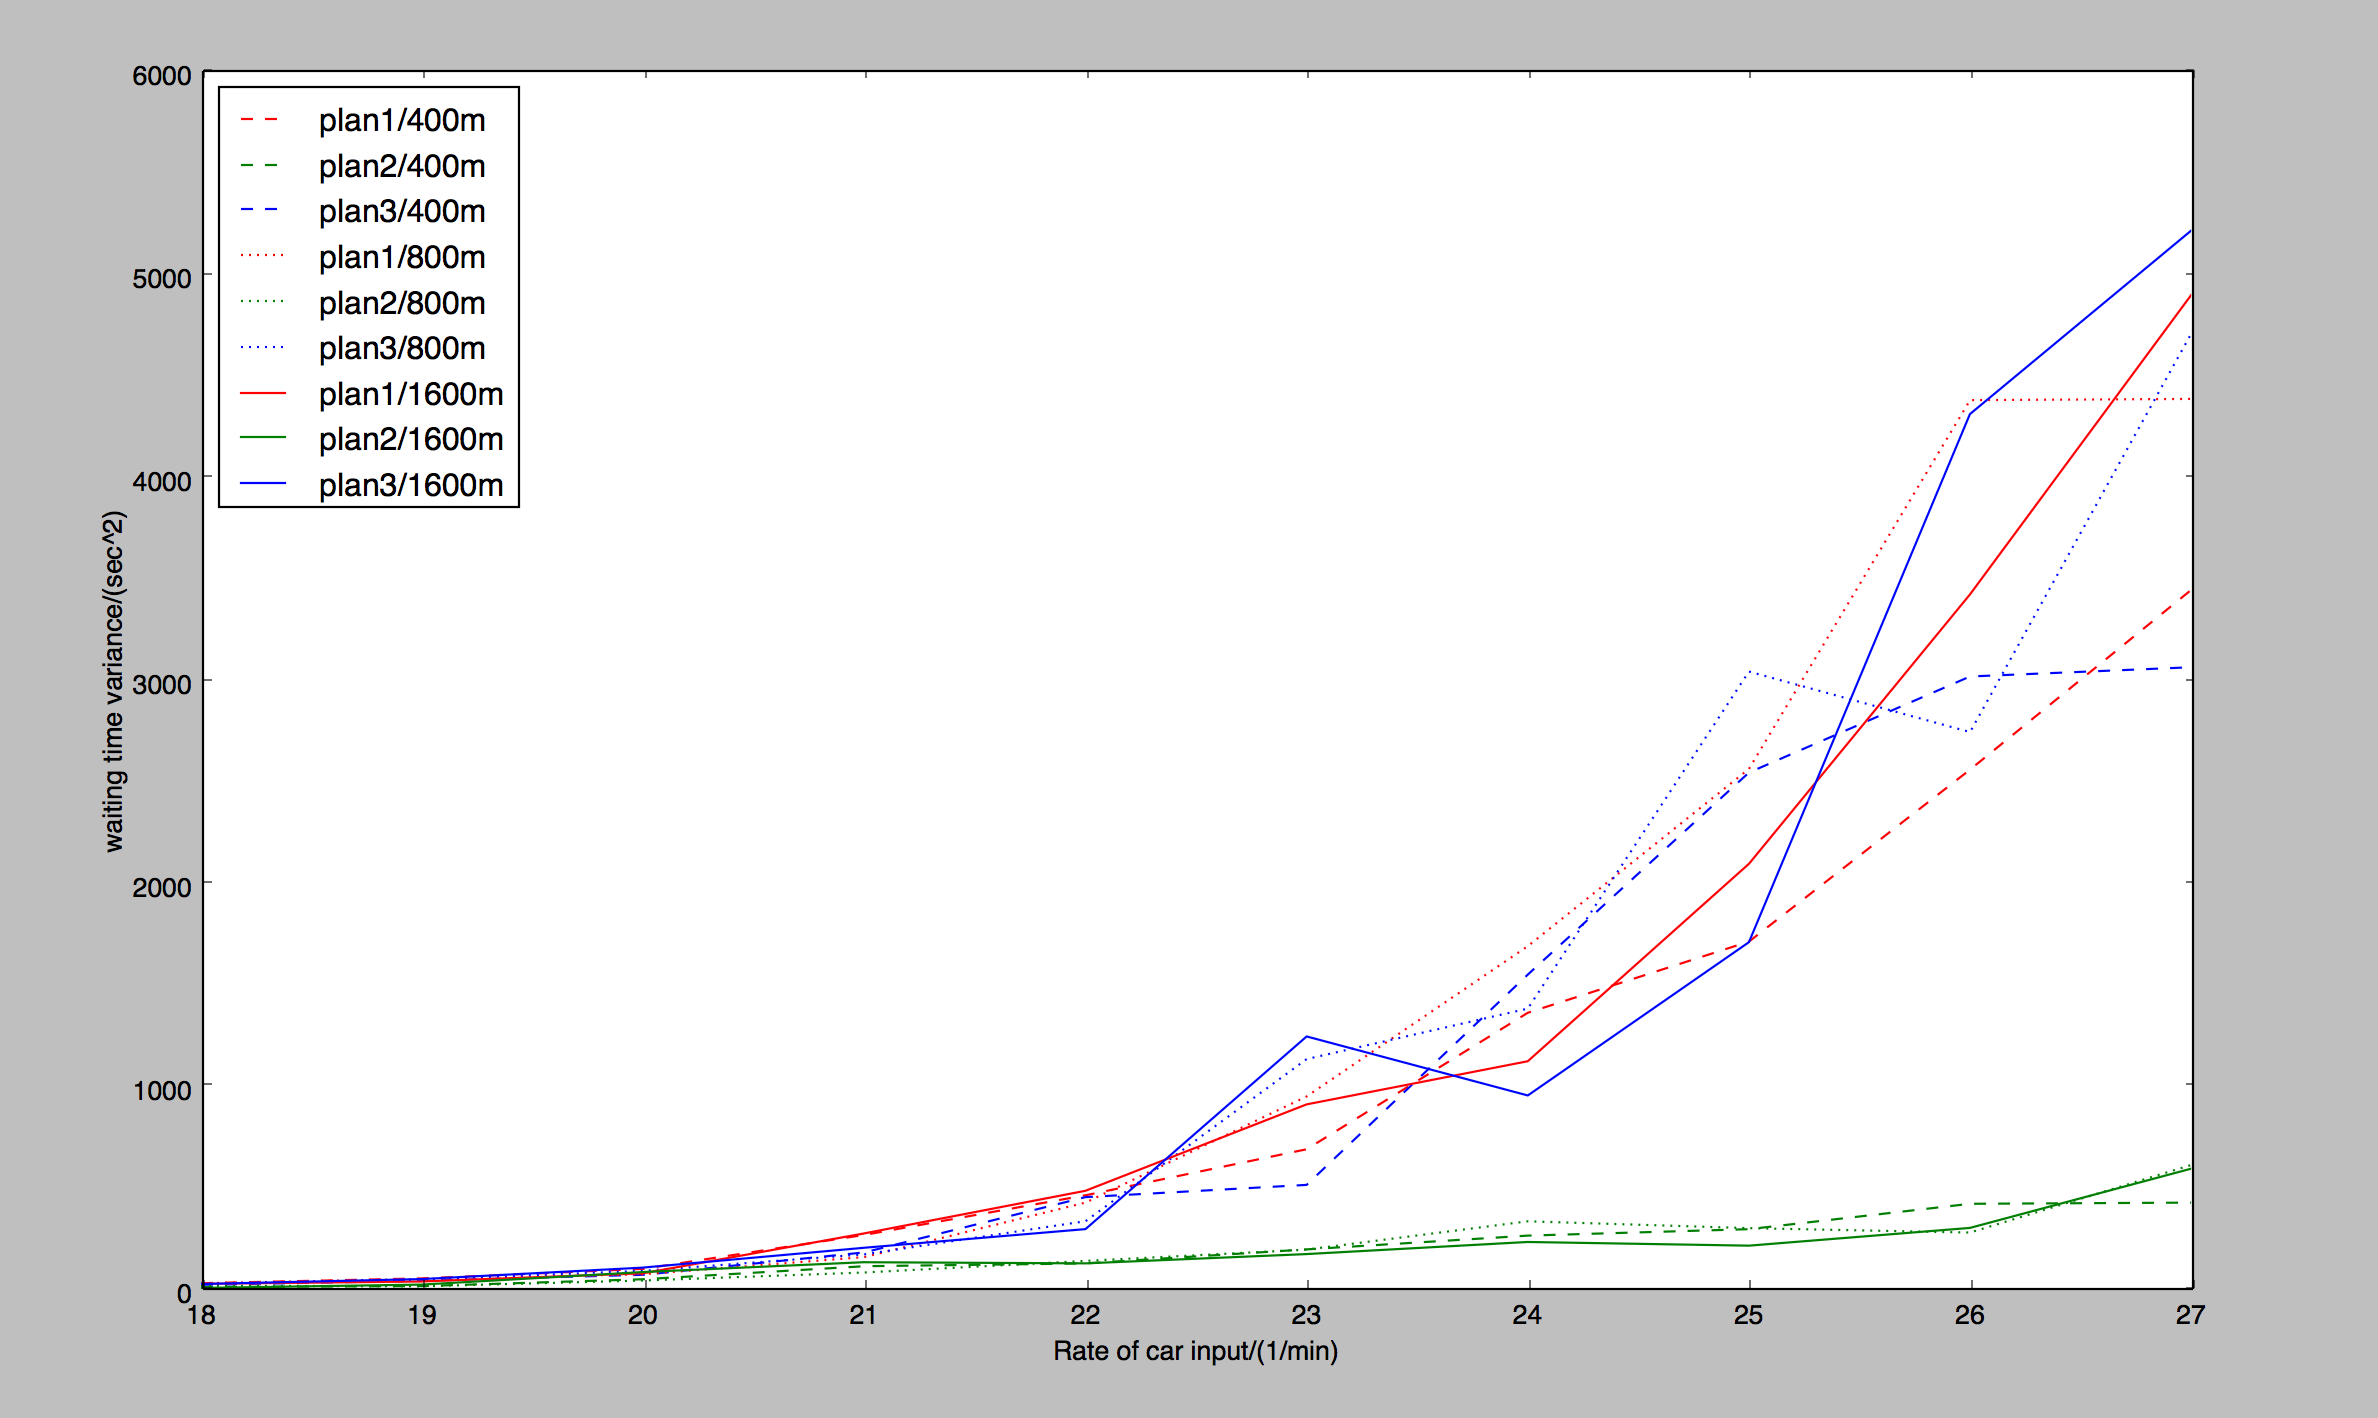 6000
5000
4000
3000
2000
1000
0
waiting time variance/(sec^2)
plan1/400m
plan2/400m
plan3/400m
plan1/800m
plan2/800m
plan3/800m
plan1/1600m
plan2/1600m
plan3/1600m
18 19 20 21 22 23 24 25 26 27
Rate of car input/(1/min)